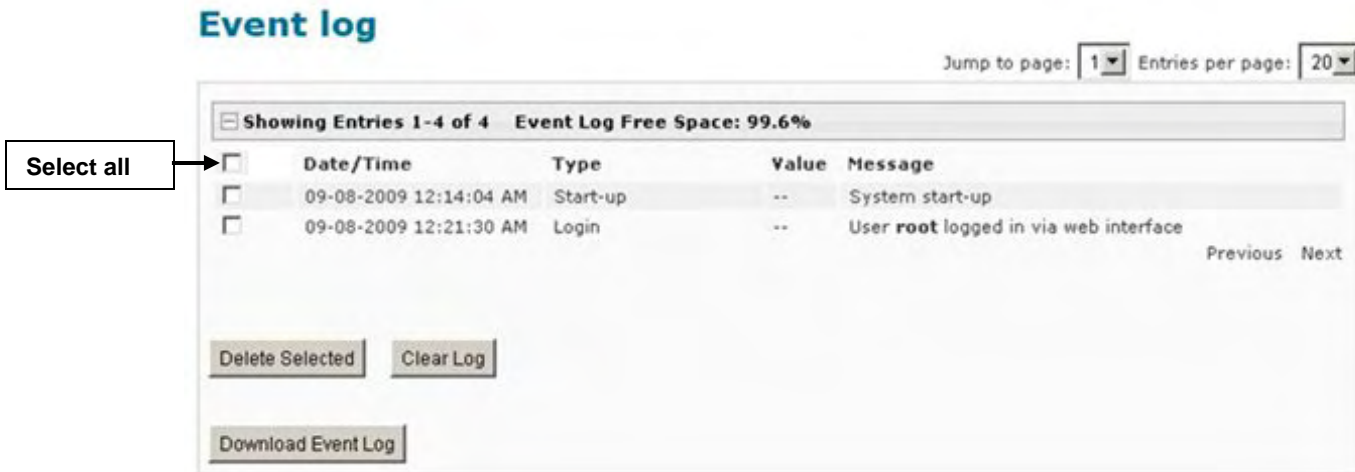 Event log
Jump to page: 1 Entries per page: 20
Showing Entries 1-4 of 4 Event Log Free Space: 99.6%
Select all
Date/Time Type Value Message
09-08-2009 12:14:04 AM Start-up -- System start-up
09-08-2009 12:21:30 AM Login -- User root logged in via web interface
Previous Next
Delete Selected Clear Log
Download Event Log